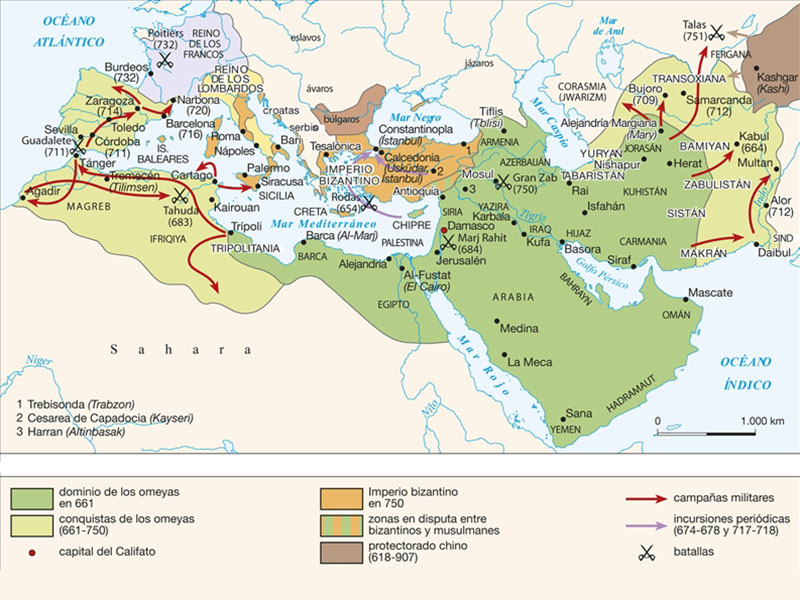 OCÉANO
ATLÁNTICO
Poitiers
(732)
REINO
DE LOS
FRANCOS
Burdeos
(732)
REINO
DE LOS
LOMBARDOS
eslavos
ávaros
jázaros
croatas
serbios
búlgaros
Mar
de Aral
Talas
(751)
FERGANA
Kashgar
(Kashi)
TRANSOXIANA
CORASMIA
(JWARIZM)
Bujoro
(709)
Samarcanda
(712)
Alejandría Margiana
(Mary)
Zaragoza
(714)
Narbona
(720)
Barcelona
(716)
Toledo
Sevilla
Guadalete
(711)
Córdoba
(711)
IS.
BALEARES
Tánger
Roma
Nápoles
Bari
Palermo
Siracusa
SICILIA
Cartago
Tremecén
(Tilimsen)
Agadir
MAGREB
Tahuda
(683)
Kairouan
IFRIQIYA
Trípoli
TRIPOLITANIA
Mar Mediterráneo
Tesalónica
Mar Negro
Constantinopla
(Istanbul)
Calcedonia
(Usküdar,
Istanbul)
IMPERIO
BIZANTINO
Rodas
(654)
CRETA
CHIPRE
Antioquia
1
2
3
Tiflis
(Tblisi)
ARMENIA
Mar Caspio
AZERBAIYÁN
Mosul
Gran Zab
(750)
YAZIRA
SIRIA
Damasco
Marj Rahit
(684)
PALESTINA
Jerusalén
Karbala
Tigris
IRAQ
Kufa
HIJAZ
Basora
YURYAN
Nishapur
TABARISTÁN
Rai
JORASÁN
Herat
KUHISTÁN
Isfahán
SISTÁN
CARMANIA
Siraf
Golfo Pérsico
BAHRAYN
BAMIYAN
Kabul
(664)
ZABULISTÁN
Multan
Indo
Alor
(712)
MAKRÁN
SIND
Daibul
Barca (Al-Marj)
BARCA
Alejandría
Al-Fustat
(El Cairo)
EGIPTO
ARABIA
Medina
La Meca
Mar Rojo
Mascate
OMÁN
HADRAMAUT
Sana
YEMEN
OCÉANO
ÍNDICO
Sahara
Níger
Nilo
1 Trebisonda (Trabzon)
2 Cesarea de Capadocia (Kayseri)
3 Harran (Altinbasak)
0 1.000 km
dominio de los omeyas
en 661
conquistas de los omeyas
(661-750)
capital del Califato
Imperio bizantino
en 750
zonas en disputa entre
bizantinos y musulmanes
protectorado chino
(618-907)
campañas militares
incursiones periódicas
(674-678 y 717-718)
batallas